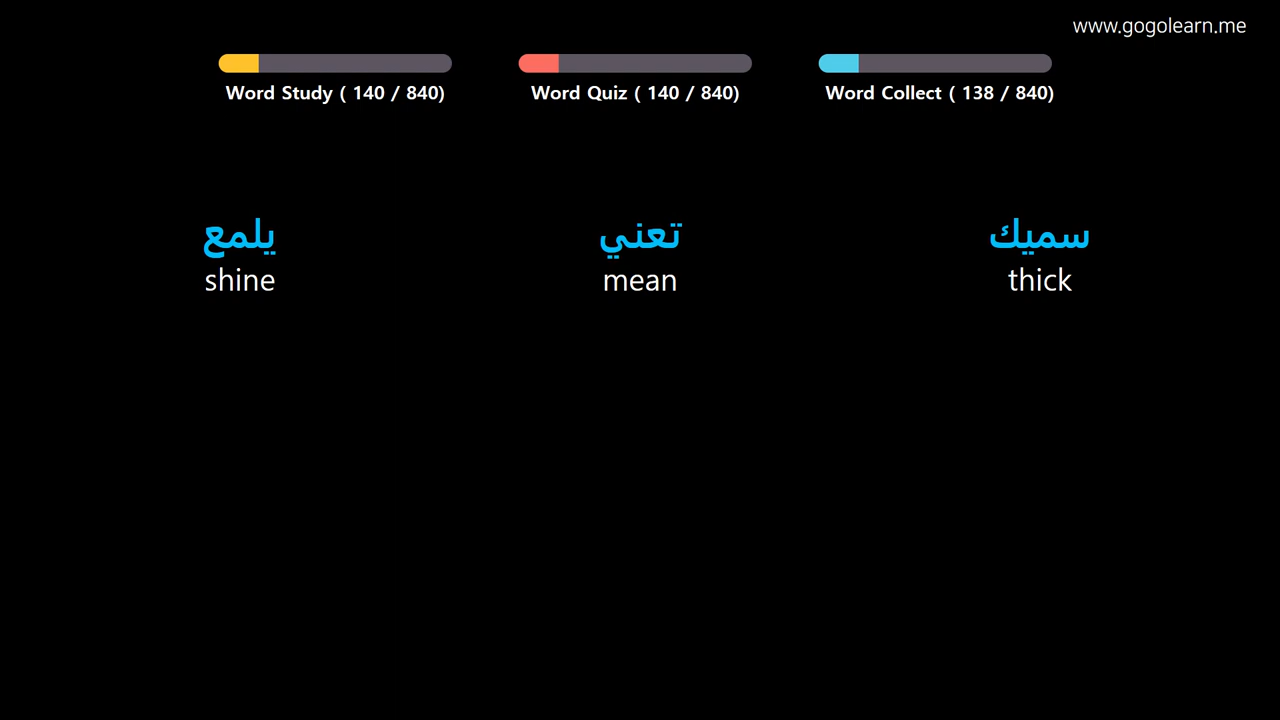 www.gogolearn.me
Word Study ( 140 / 840)
Word Quiz ( 140 / 840)
Word Collect ( 138 / 840)
يلمع
shine
تعني
mean
سميك
thick